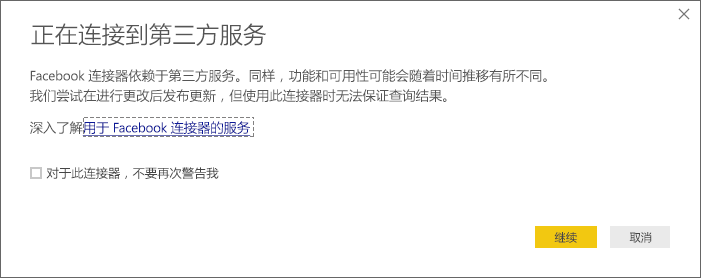 正在连接到第三方服务
Facebook 连接器依赖于第三方服务。同样，功能和可用性可能会随着时间推移有所不同。
我们尝试在进行更改后发布更新，但使用此连接器时无法保证查询结果。
深入了解用于 Facebook 连接器的服务
对于此连接器，不要再次警告我
继续 取消